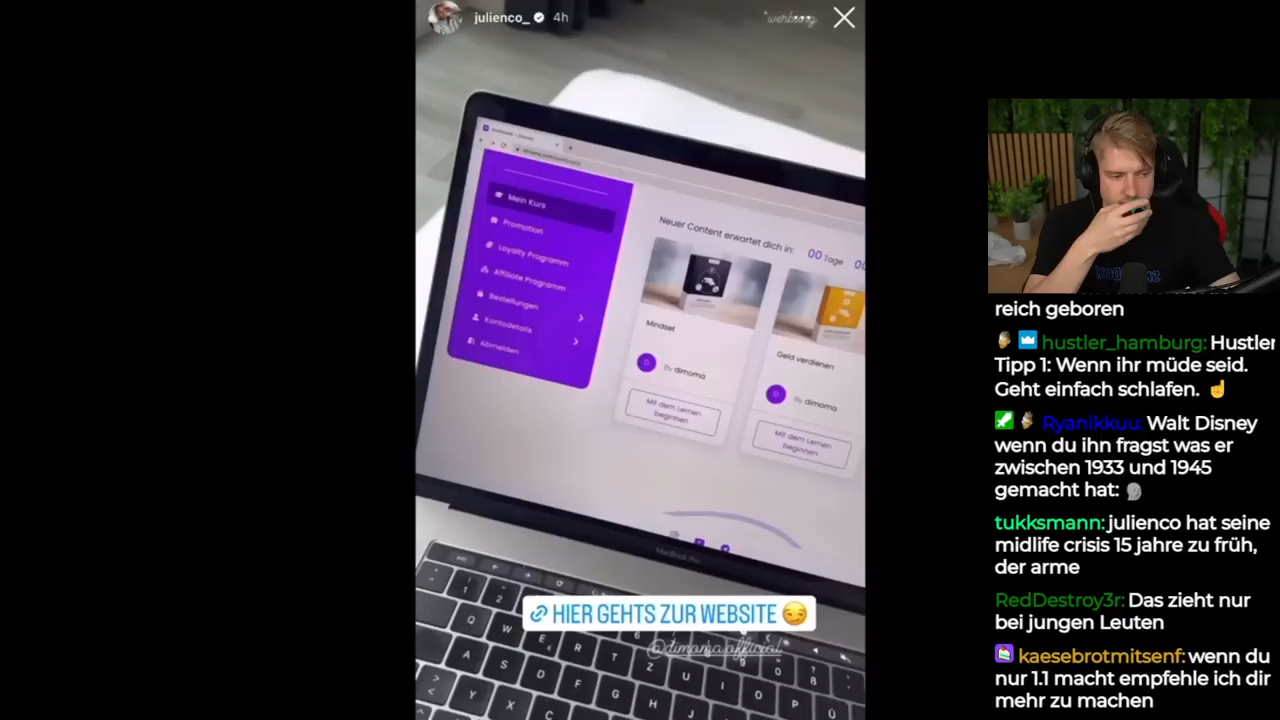 julienco_ 4h
*werbung
Mein Kurs
Promotion
Loyalty Programm
Affiliate Programm
Bestellungen
Kontodetails
Abmelden
Neuer Content erwartet dich in:
00 Tage
Mindset
D By dimoma
Mit dem Lernen
beginnen
Geld verdienen
D By dimoma
Mit dem Lernen
beginnen
MacBook Pro
HIER GEHTS ZUR WEBSITE 😏
@dimoma.official
reich geboren
hustler_hamburg: Hustler
Tipp 1: Wenn ihr müde seid.
Geht einfach schlafen. ☝
Ryanikkuu: Walt Disney
wenn du ihn fragst was er
zwischen 1933 und 1945
gemacht hat: 🗿
tukksmann: julienco hat seine
midlife crisis 15 jahre zu früh,
der arme
RedDestroy3r: Das zieht nur
bei jungen Leuten
kaesebrotmitsenf: wenn du
nur 1.1 macht empfehle ich dir
mehr zu machen